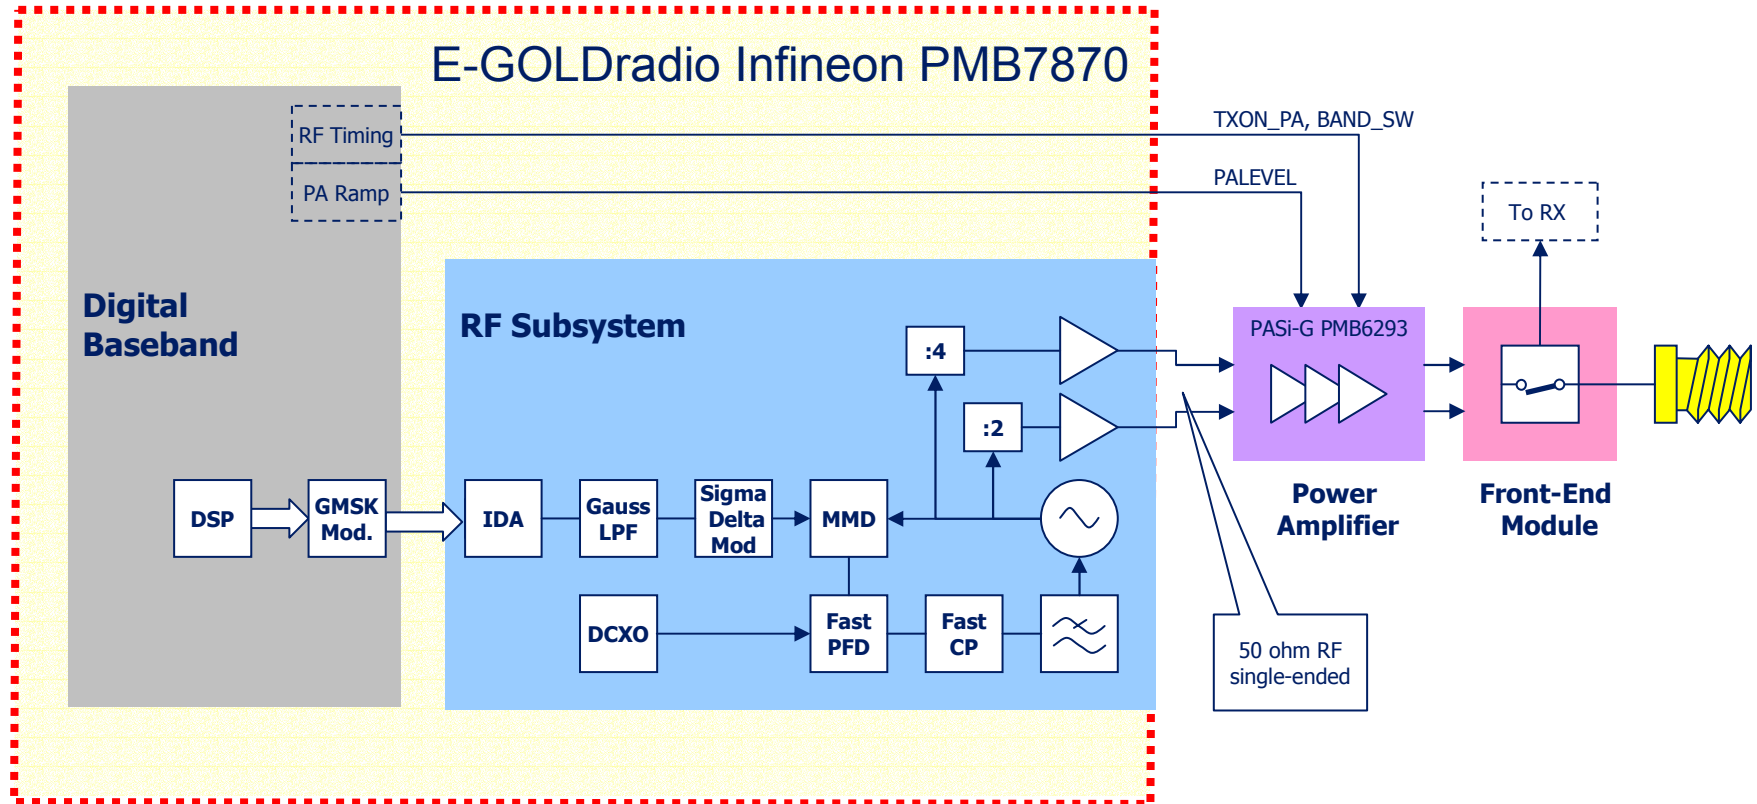 E-GOLDradio Infineon PMB7870
RF Timing
TXON_PA, BAND_SW
PA Ramp
PALEVEL
To RX
Digital
Baseband
RF Subsystem
:4
:2
PASi-G PMB6293
Power
Amplifier
Front-End
Module
DSP
GMSK
Mod.
IDA
Gauss
LPF
Sigma
Delta
Mod
MMD
DCXO
Fast
PFD
Fast
CP
50 ohm RF
single-ended